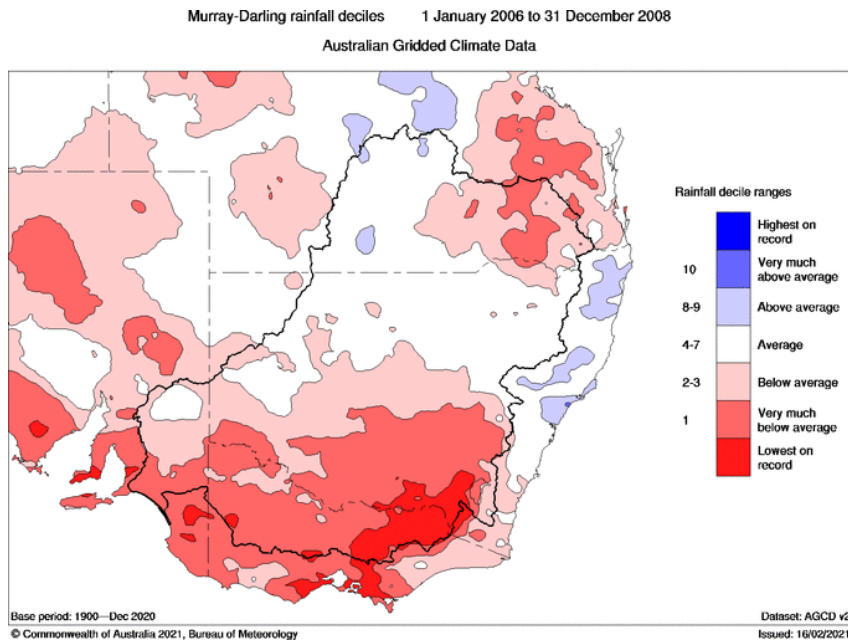 Murray-Darling rainfall deciles 1 January 2006 to 31 December 2008
Australian Gridded Climate Data
Rainfall decile ranges
Highest on
record
10 Very much
above average
8-9 Above average
4-7 Average
2-3 Below average
1 Very much
below average
Lowest on
record
Base period: 1900—Dec 2020 Dataset: AGCD v2
© Commonwealth of Australia 2021, Bureau of Meteorology Issued: 16/02/2021